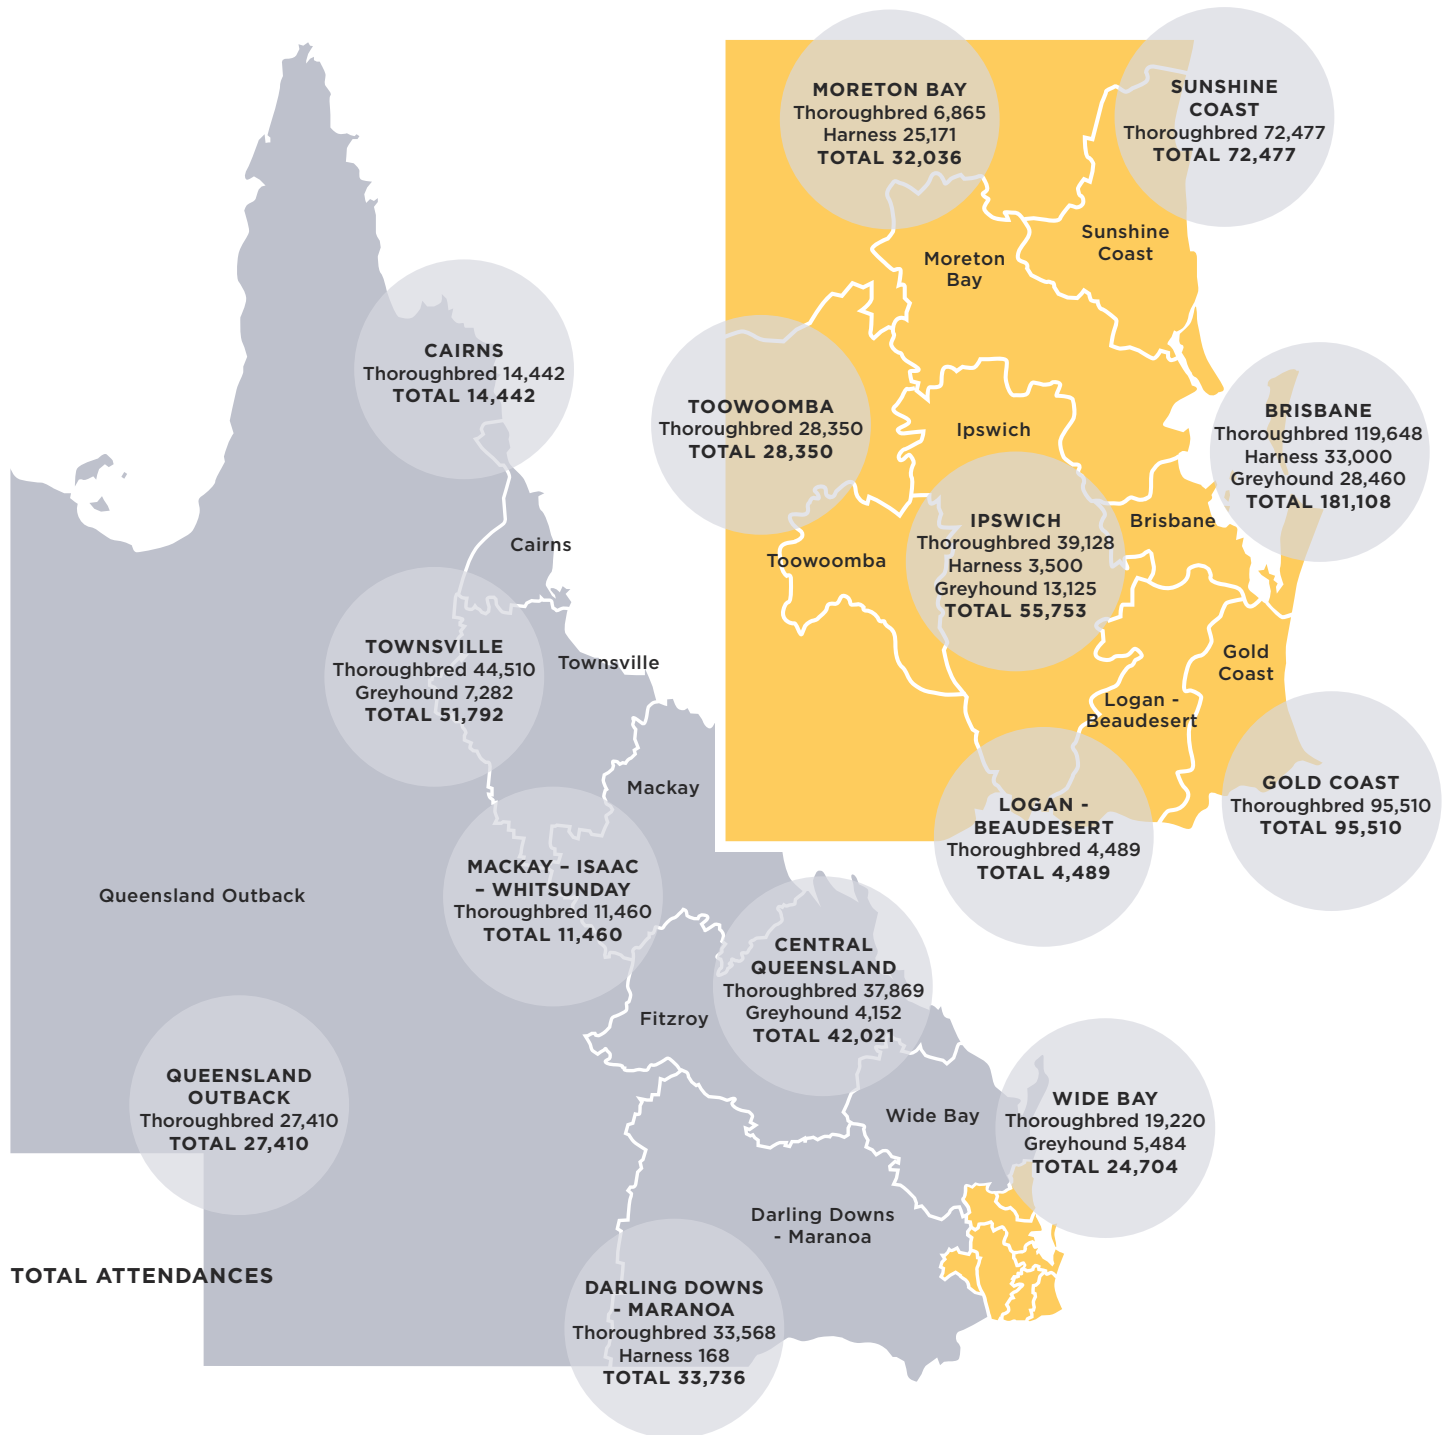 MORETON BAY
Thoroughbred 6,865
Harness 25,171
TOTAL 32,036
SUNSHINE
COAST
Thoroughbred 72,477
TOTAL 72,477
Sunshine
Coast
Moreton
Bay
CAIRNS
Thoroughbred 14,442
TOTAL 14,442
TOOWOOMBA
Thoroughbred 28,350
TOTAL 28,350
Ipswich
BRISBANE
Thoroughbred 119,648
Harness 33,000
Greyhound 28,460
TOTAL 181,108
IPSWICH
Thoroughbred 39,128
Harness 3,500
Greyhound 13,125
TOTAL 55,753
Brisbane
Cairns
Toowoomba
TOWNSVILLE
Thoroughbred 44,510
Greyhound 7,282
TOTAL 51,792
Townsville
Gold
Coast
Logan -
Beaudesert
Mackay
GOLD COAST
Thoroughbred 95,510
TOTAL 95,510
LOGAN -
BEAUDESERT
Thoroughbred 4,489
TOTAL 4,489
MACKAY – ISAAC
– WHITSUNDAY
Thoroughbred 11,460
TOTAL 11,460
Queensland Outback
CENTRAL
QUEENSLAND
Thoroughbred 37,869
Greyhound 4,152
TOTAL 42,021
Fitzroy
QUEENSLAND
OUTBACK
Thoroughbred 27,410
TOTAL 27,410
Wide Bay
WIDE BAY
Thoroughbred 19,220
Greyhound 5,484
TOTAL 24,704
Darling Downs
- Maranoa
TOTAL ATTENDANCES
DARLING DOWNS
- MARANOA
Thoroughbred 33,568
Harness 168
TOTAL 33,736